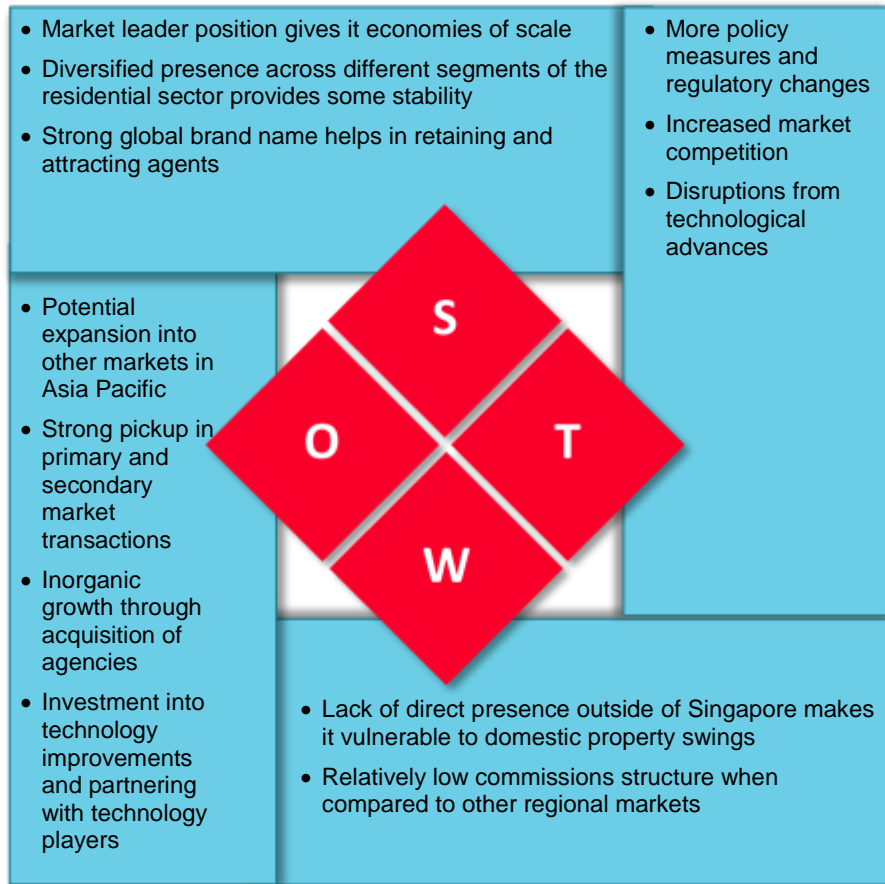 • Market leader position gives it economies of scale
• Diversified presence across different segments of the
residential sector provides some stability
• Strong global brand name helps in retaining and
attracting agents
• More policy
measures and
regulatory changes
• Increased market
competition
• Disruptions from
technological
advances
• Potential
expansion into
other markets in
Asia Pacific
• Strong pickup in
primary and
secondary
market
transactions
• Inorganic
growth through
acquisition of
agencies
• Investment into
technology
improvements
and partnering
with technology
players
S
O
T
W
• Lack of direct presence outside of Singapore makes
it vulnerable to domestic property swings
• Relatively low commissions structure when
compared to other regional markets